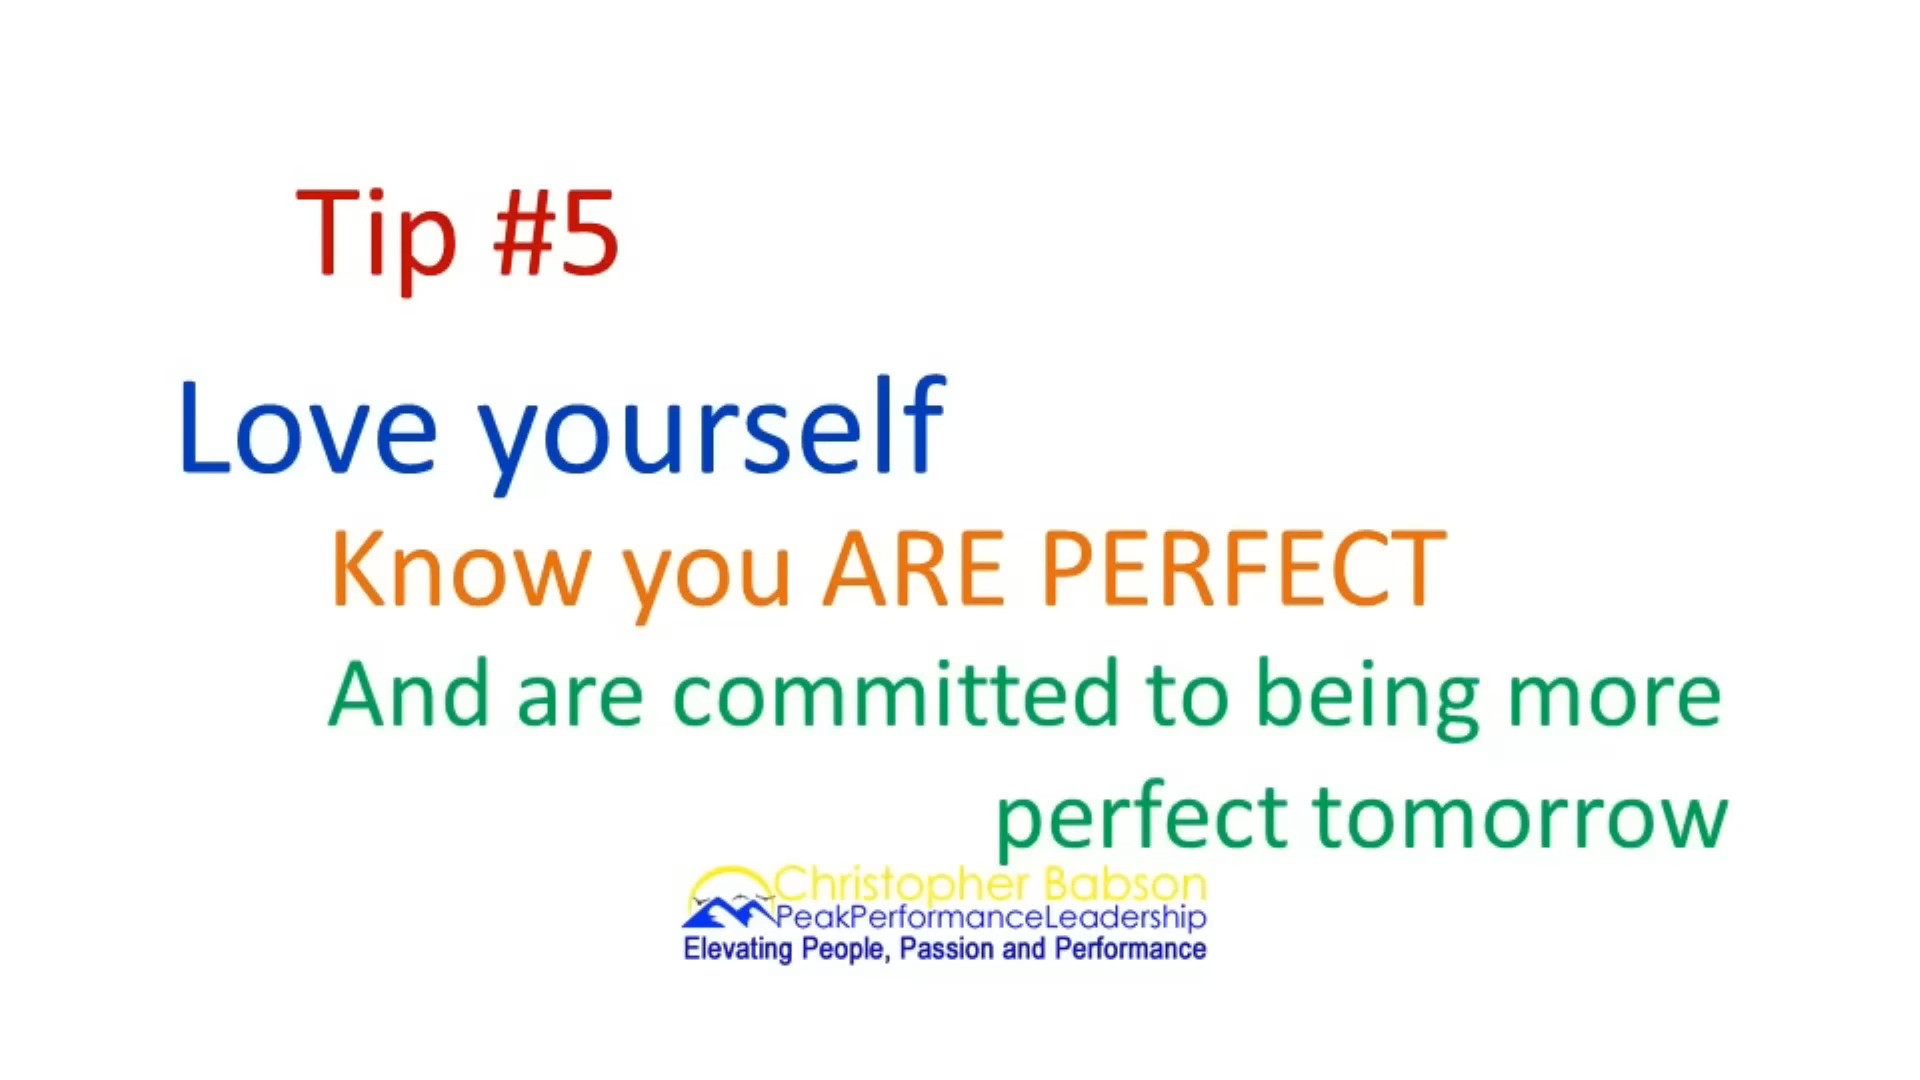 Tip #5
Love yourself
Know you ARE PERFECT
And are committed to being more
perfect tomorrow
Christopher Babson
PeakPerformanceLeadership
Elevating People, Passion and Performance